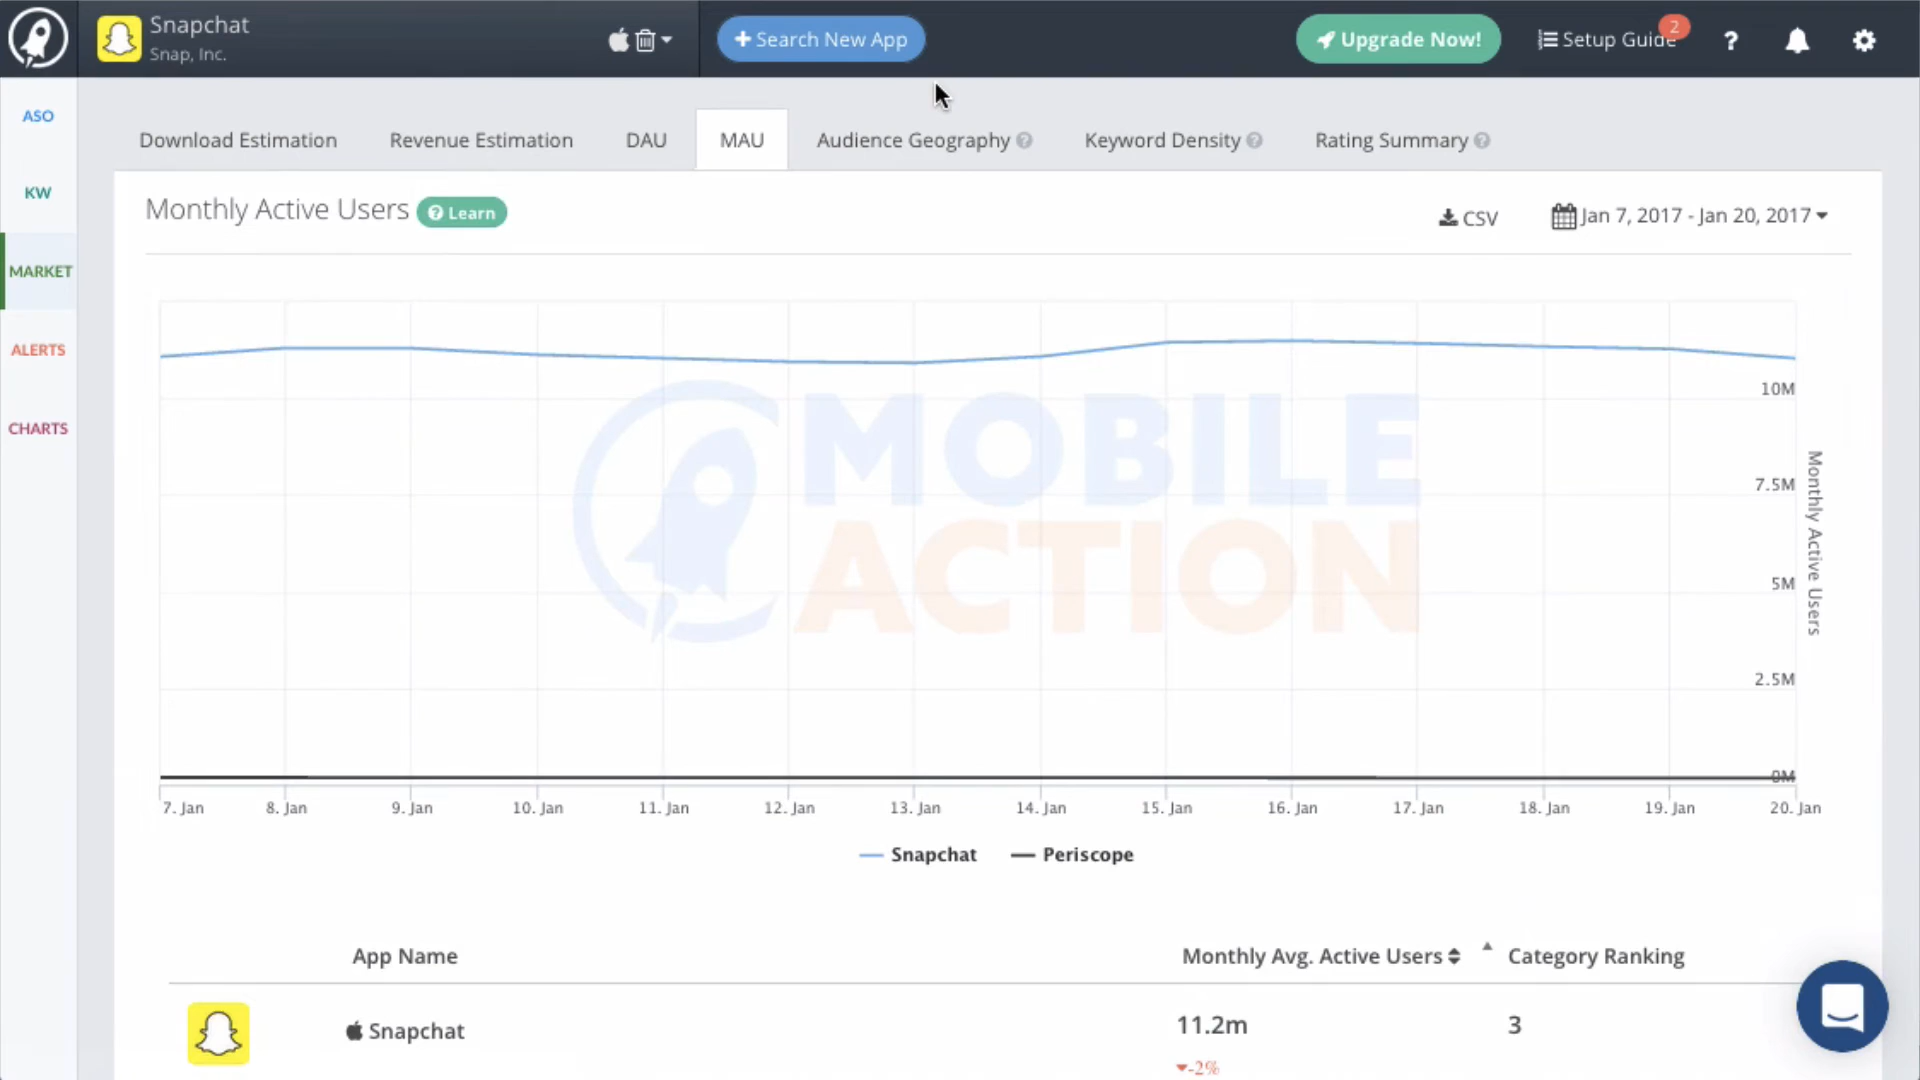 Snapchat
Snap, Inc.
Search New App
Upgrade Now!
Setup Guide
2
?
ASO
KW
MARKET
ALERTS
CHARTS
Download Estimation
Revenue Estimation
DAU
MAU
Audience Geography ?
Keyword Density ?
Rating Summary ?
Monthly Active Users
? Learn
CSV
Jan 7, 2017 - Jan 20, 2017
MOBILE
ACTION
10M
7.5M
5M
2.5M
0M
Monthly Active Users
7. Jan
8. Jan
9. Jan
10. Jan
11. Jan
12. Jan
13. Jan
14. Jan
15. Jan
16. Jan
17. Jan
18. Jan
19. Jan
20. Jan
Snapchat
Periscope
App Name
Monthly Avg. Active Users
Category Ranking
Snapchat
11.2m
3
-2%